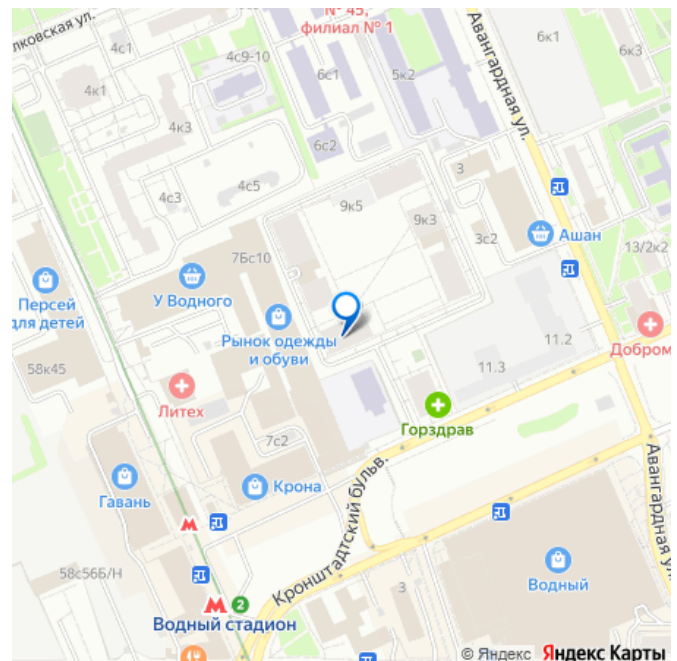 лковская ул.
№ 45,
филиал № 1
4с1
4с9-10
4к1
6с1
5к2
Авангардная ул.
6к1
6к3
4к3
6с2
4с3
4с5
3
9к5
9к3
3с2
Ашан
13/2к2
7Бс10
Персей
для детей
У Водного
Рынок одежды
и обуви
11.2
Добром
58к45
11.3
Литех
Горздрав
7с2
Крона
Гавань
Кронштадтский бульв.
Авангардная ул.
58с56Б/Н
Водный
3
2
Водный стадион
© Яндекс Яндекс Карты